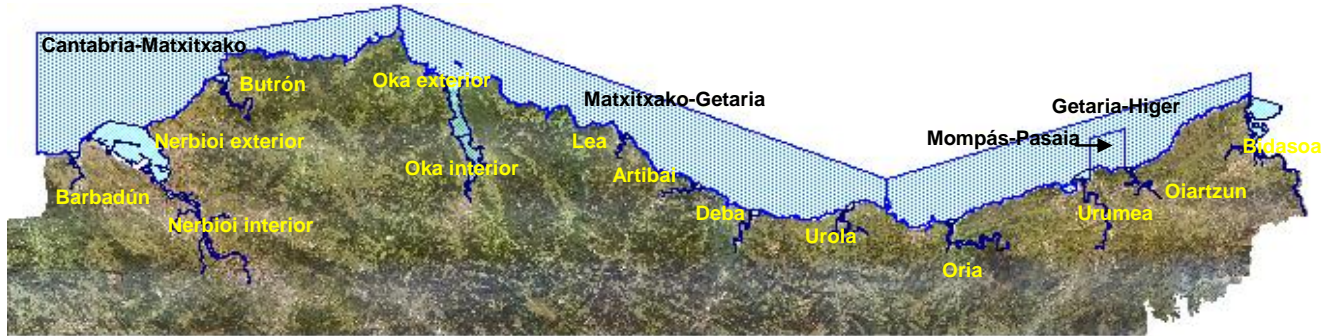 Cantabria-Matxitxako
Butrón
Oka exterior
Matxitxako-Getaria
Getaria-Higer
Mompás-Pasaia
Nerbioi exterior
Lea
Bidasoa
Oka interior
Artibai
Barbadún
Oiartzun
Deba
Urumea
Nerbioi interior
Urola
Oria